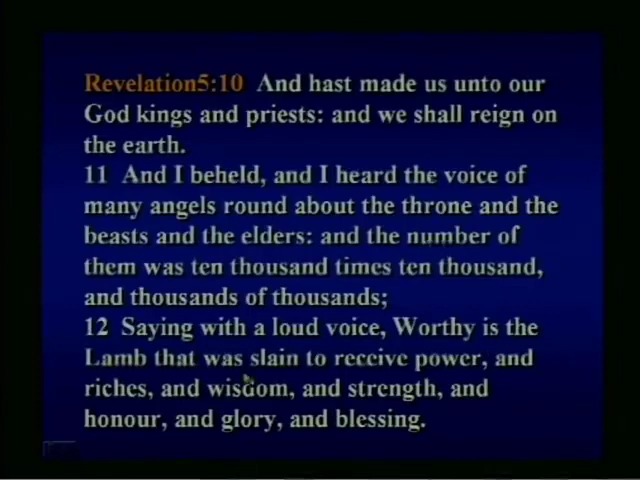 Revelation5:10 And hast made us unto our
God kings and priests: and we shall reign on
the earth.
11 And I beheld, and I heard the voice of
many angels round about the throne and the
beasts and the elders: and the number of
them was ten thousand times ten thousand,
and thousands of thousands;
12 Saying with a loud voice, Worthy is the
Lamb that was slain to receive power, and
riches, and wisdom, and strength, and
honour, and glory, and blessing.